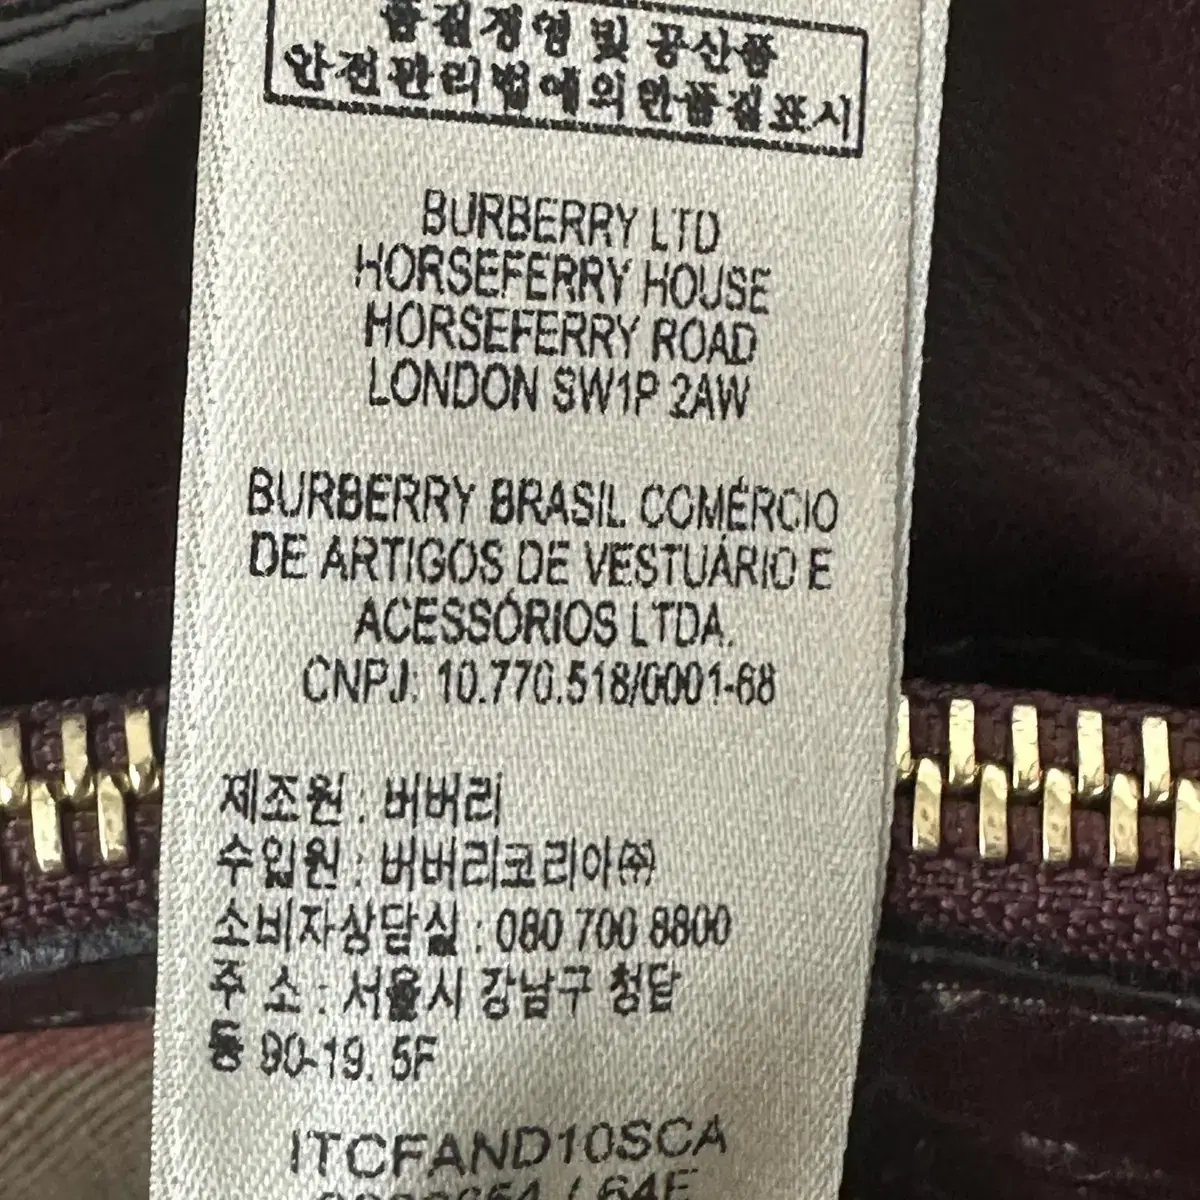 품질경영 및 공산품
안전관리법에의한품질표시
BURBERRY LTD
HORSEFERRY HOUSE
HORSEFERRY ROAD
LONDON SW1P 2AW
BURBERRY BRASIL COMÉRCIO
DE ARTIGOS DE VESTUÁRIO E
ACESSÓRIOS LTDA.
CNPJ: 10.770.518/0001-68
제조원 : 버버리
수입원 : 버버리코리아㈜
소비자상담실 : 080 700 8800
주 소 : 서울시 강남구 청담
동 90-19. 5F
ITCFAND10SCA
/ 64E